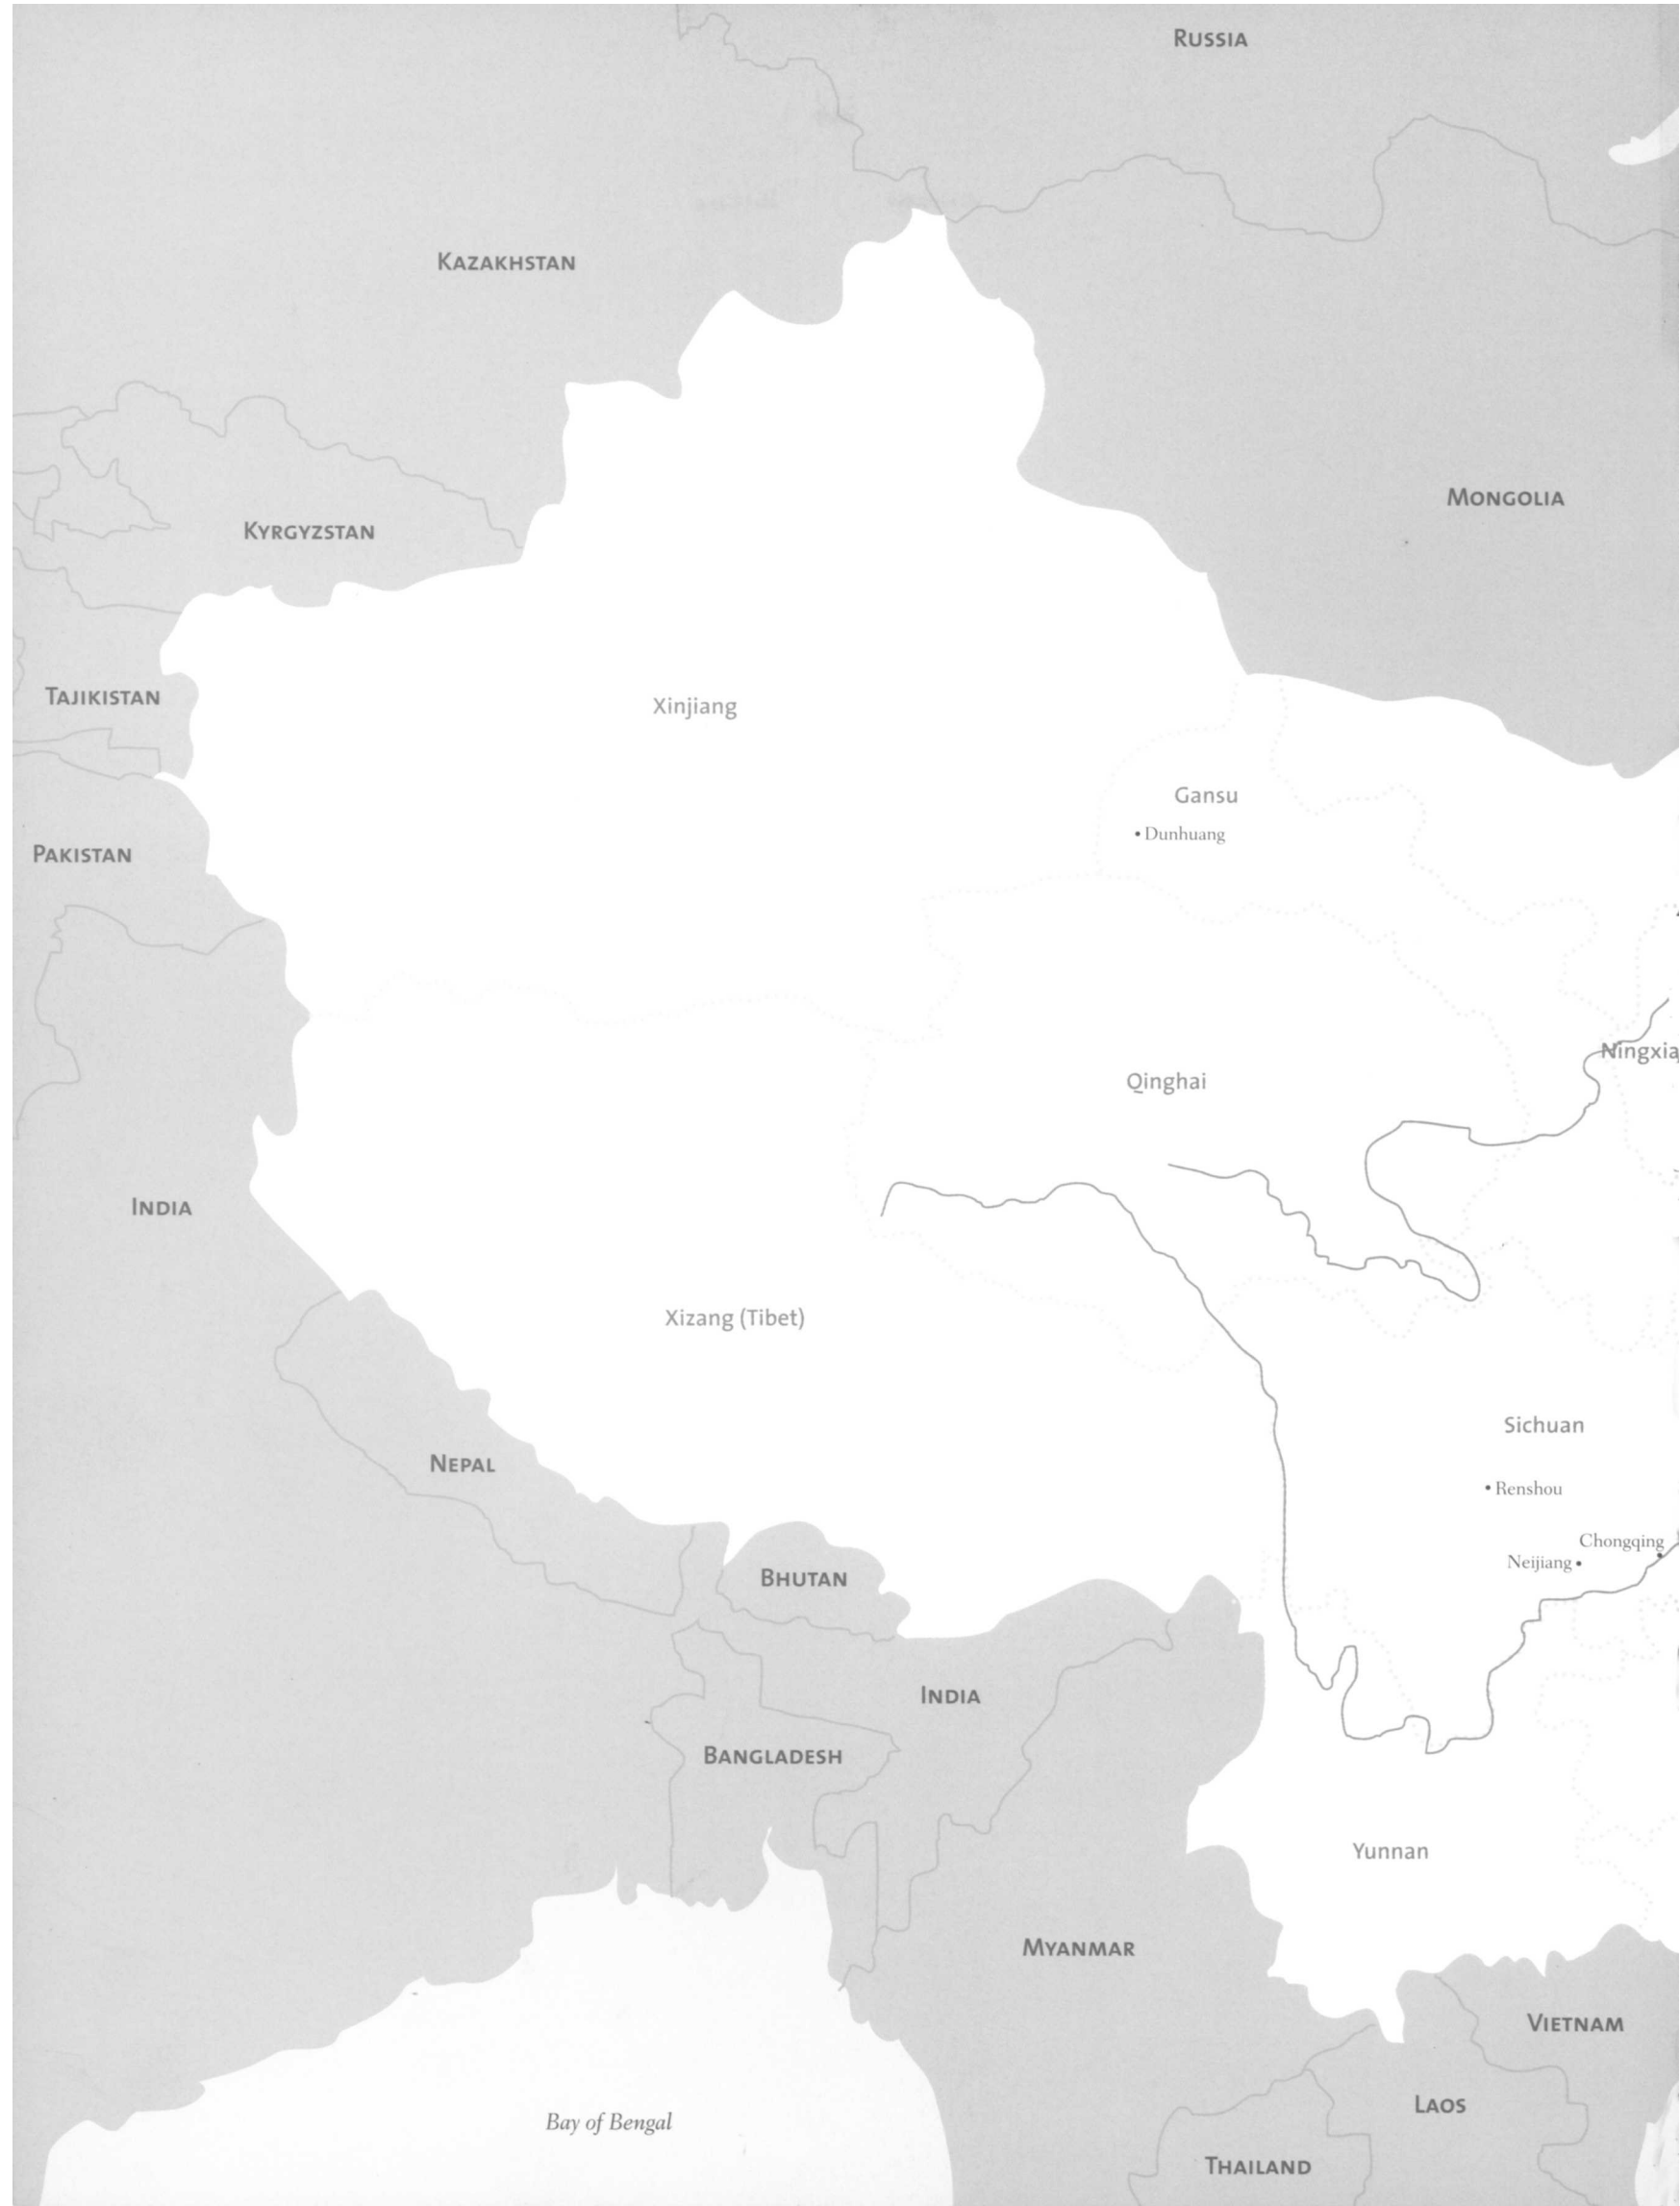 RUSSIA
KAZAKHSTAN
MONGOLIA
KYRGYZSTAN
TAJIKISTAN
Xinjiang
Gansu
• Dunhuang
PAKISTAN
Ningxia
Qinghai
INDIA
Xizang (Tibet)
Sichuan
NEPAL
• Renshou
Chongqing
Neijiang •
BHUTAN
INDIA
BANGLADESH
Yunnan
MYANMAR
VIETNAM
LAOS
Bay of Bengal
THAILAND